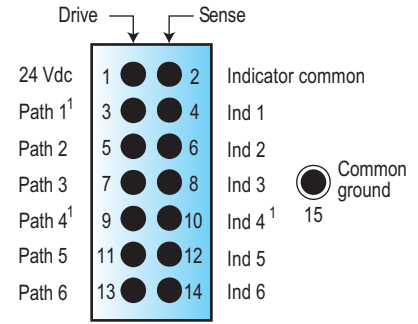 Drive Sense
24 Vdc 1 2 Indicator common
Path 1¹ 3 4 Ind 1
Path 2 5 6 Ind 2
Path 3 7 8 Ind 3
Common
ground
15
Path 4¹ 9 10 Ind 4 ¹
Path 5 11 12 Ind 5
Path 6 13 14 Ind 6